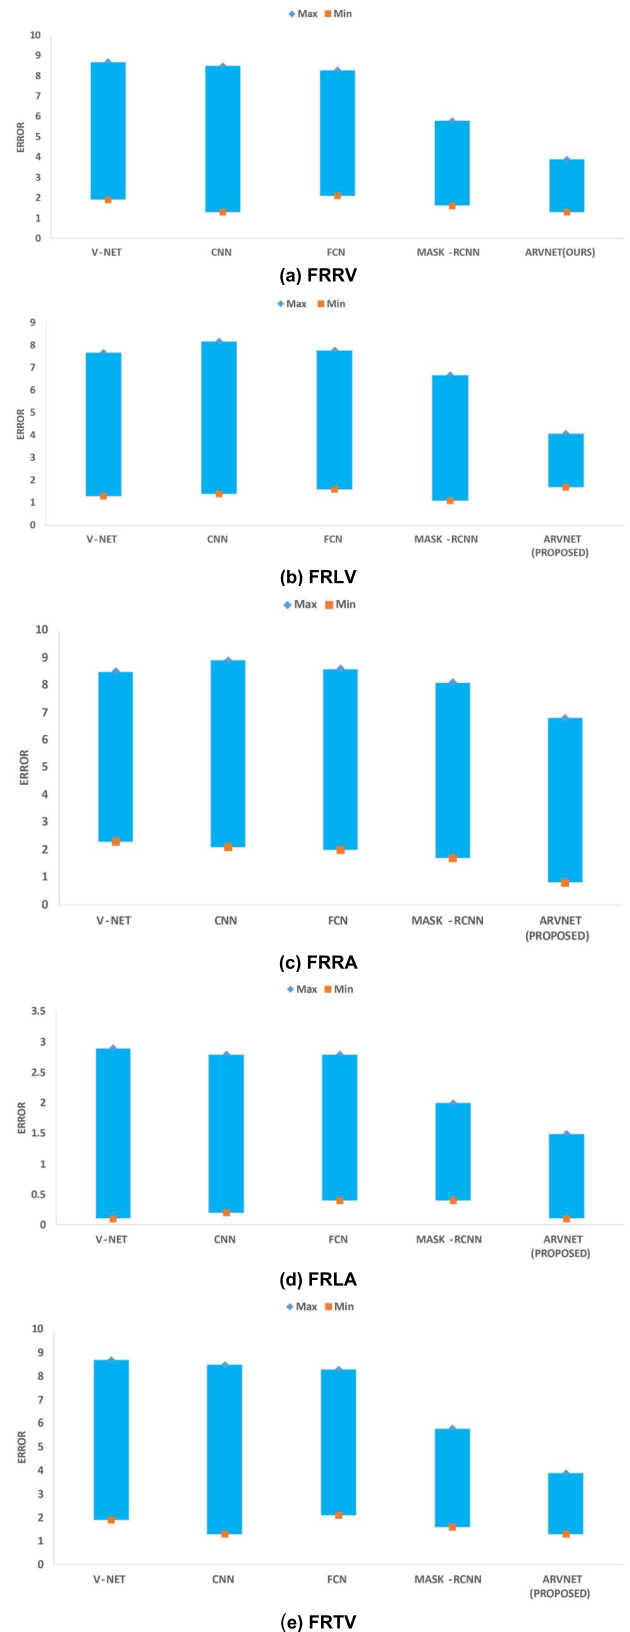 Max Min
10
9
8
7
6
5
4
3
2
1
0
ERROR
V-NET CNN FCN MASK -RCNN ARVNET(OURS)
(a) FRRV
Max Min
9
8
7
6
5
4
3
2
1
0
ERROR
V-NET CNN FCN MASK -RCNN ARVNET
(PROPOSED)
(b) FRLV
Max Min
10
9
8
7
6
5
4
3
2
1
0
ERROR
V-NET CNN FCN MASK -RCNN ARVNET
(PROPOSED)
(c) FRRA
Max Min
3.5
3
2.5
2
1.5
1
0.5
0
ERROR
V-NET CNN FCN MASK -RCNN ARVNET
(PROPOSED)
(d) FRLA
Max Min
10
9
8
7
6
5
4
3
2
1
0
ERROR
V-NET CNN FCN MASK -RCNN ARVNET
(PROPOSED)
(e) FRTV